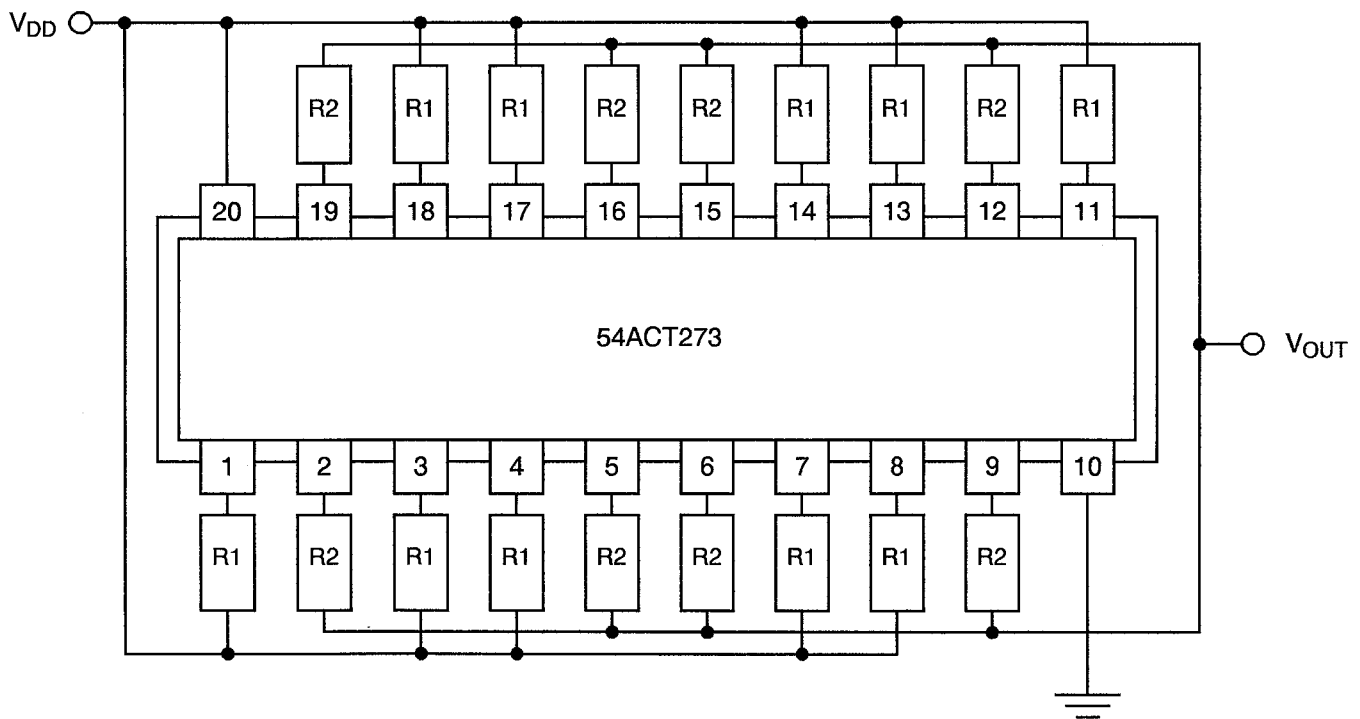 VDD
R2 R1 R1 R2 R2 R1 R1 R2 R1
20 19 18 17 16 15 14 13 12 11
54ACT273
VOUT
1 2 3 4 5 6 7 8 9 10
R1 R2 R1 R1 R2 R2 R1 R1 R2